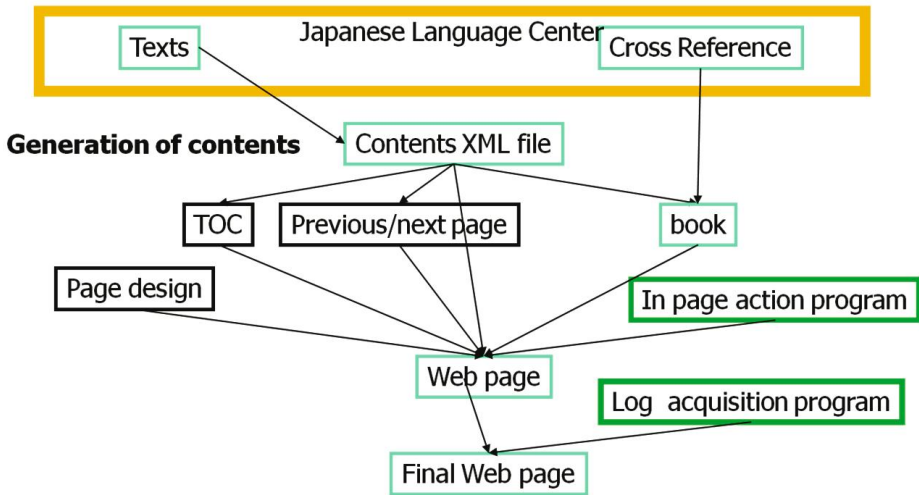 Japanese Language Center
Texts
Cross Reference
Generation of contents
Contents XML file
TOC
Previous/next page
book
Page design
In page action program
Web page
Log acquisition program
Final Web page